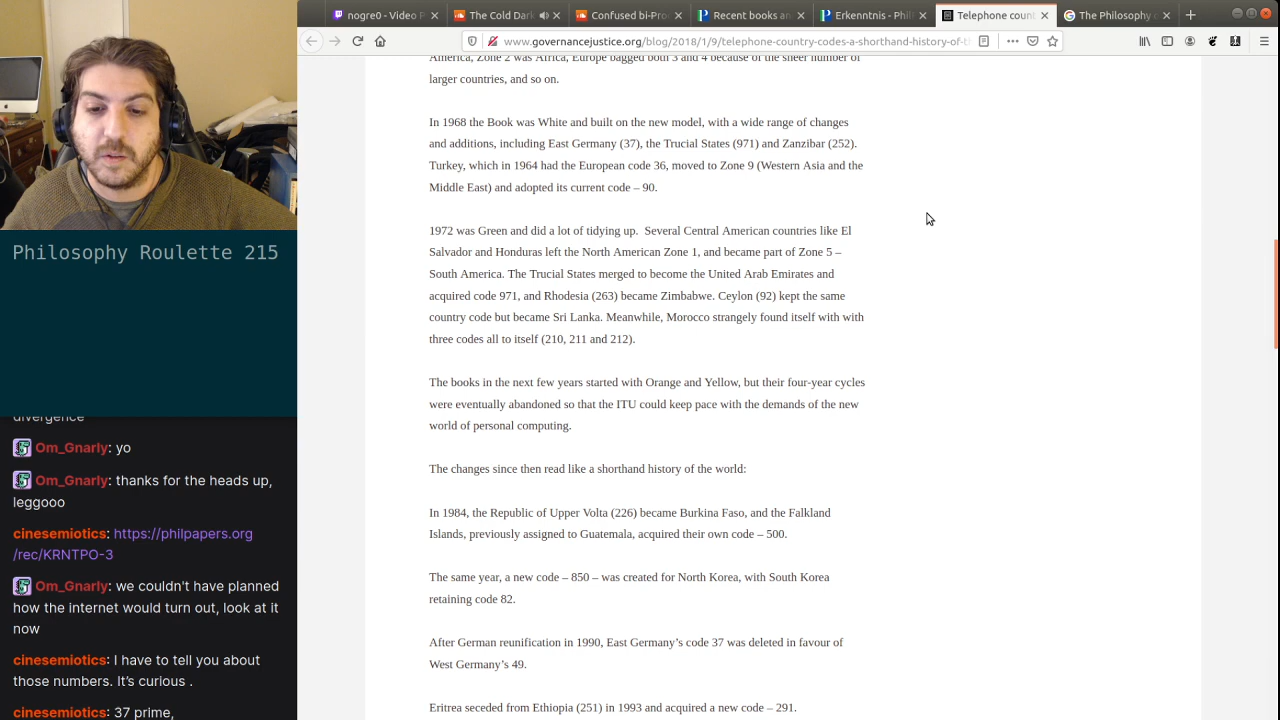 nogre0 - Video P
The Cold Dark
Confused bi-Pro
Recent books an
Erkenntnis - Phil
Telephone coun
The Philosophy o
www.governancejustice.org/blog/2018/1/9/telephone-country-codes-a-shorthand-history-of-t
America, Zone 2 was Africa, Europe bagged both 3 and 4 because of the sheer number of
larger countries, and so on.
In 1968 the Book was White and built on the new model, with a wide range of changes
and additions, including East Germany (37), the Trucial States (971) and Zanzibar (252).
Turkey, which in 1964 had the European code 36, moved to Zone 9 (Western Asia and the
Middle East) and adopted its current code – 90.
1972 was Green and did a lot of tidying up.  Several Central American countries like El
Salvador and Honduras left the North American Zone 1, and became part of Zone 5 –
South America. The Trucial States merged to become the United Arab Emirates and
acquired code 971, and Rhodesia (263) became Zimbabwe. Ceylon (92) kept the same
country code but became Sri Lanka. Meanwhile, Morocco strangely found itself with with
three codes all to itself (210, 211 and 212).
The books in the next few years started with Orange and Yellow, but their four-year cycles
were eventually abandoned so that the ITU could keep pace with the demands of the new
world of personal computing.
The changes since then read like a shorthand history of the world:
In 1984, the Republic of Upper Volta (226) became Burkina Faso, and the Falkland
Islands, previously assigned to Guatemala, acquired their own code – 500.
The same year, a new code – 850 – was created for North Korea, with South Korea
retaining code 82.
After German reunification in 1990, East Germany's code 37 was deleted in favour of
West Germany's 49.
Eritrea seceded from Ethiopia (251) in 1993 and acquired a new code – 291.
Philosophy Roulette 215
divergence
Om_Gnarly: yo
Om_Gnarly: thanks for the heads up,
leggooo
cinesemiotics: https://philpapers.org
/rec/KRNTPO-3
Om_Gnarly: we couldn't have planned
how the internet would turn out, look at it
now
cinesemiotics: I have to tell you about
those numbers. It's curious .
cinesemiotics: 37 prime,